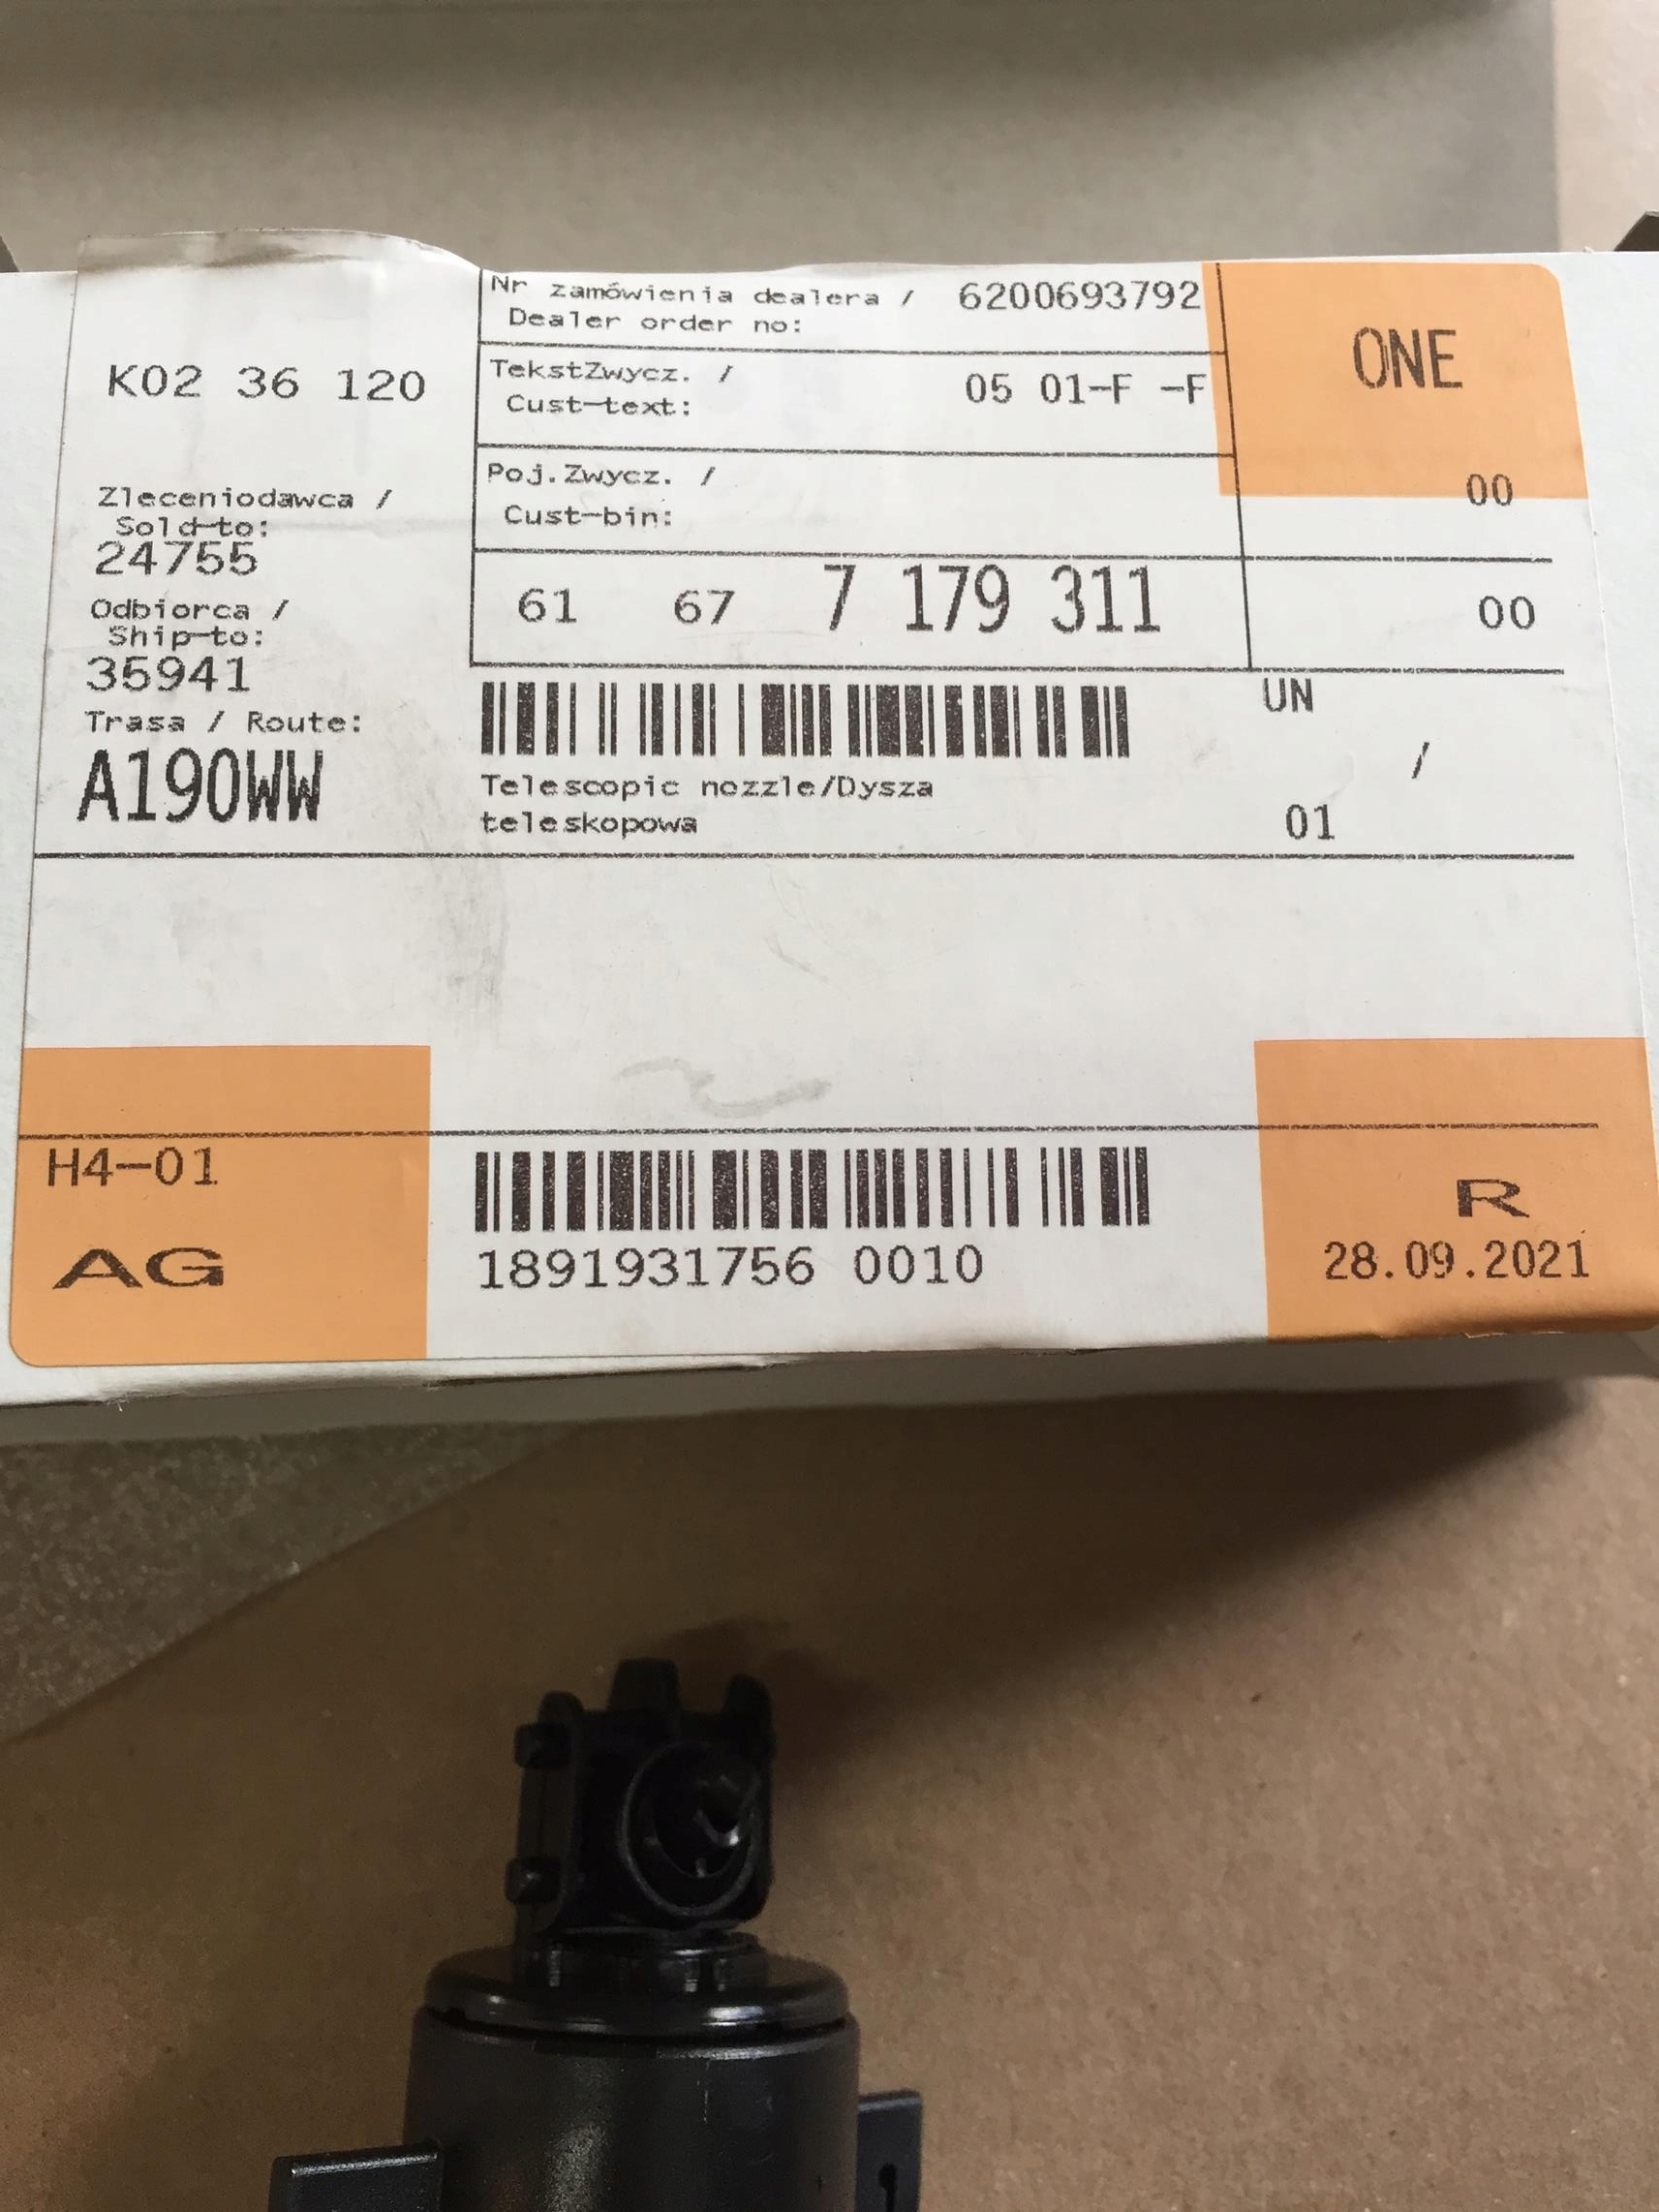 K02 36 120
Zleceniodawca /
Sold-to:
24755
Odbiorca /
Ship-to:
35941
Trasa / Route:
A190WW
Nr zamówienia dealera / 6200693792
Dealer order no:
TekstZwycz. / 05 01-F -F
Cust-text:
Poj.Zwycz. /
Cust-bin:
61 67 7 179 311
ONE
00
00
UN
/
01
Telescopic nozzle/Dysza
teleskopowa
H4-01
AG
1891931756 0010
R
28.09.2021